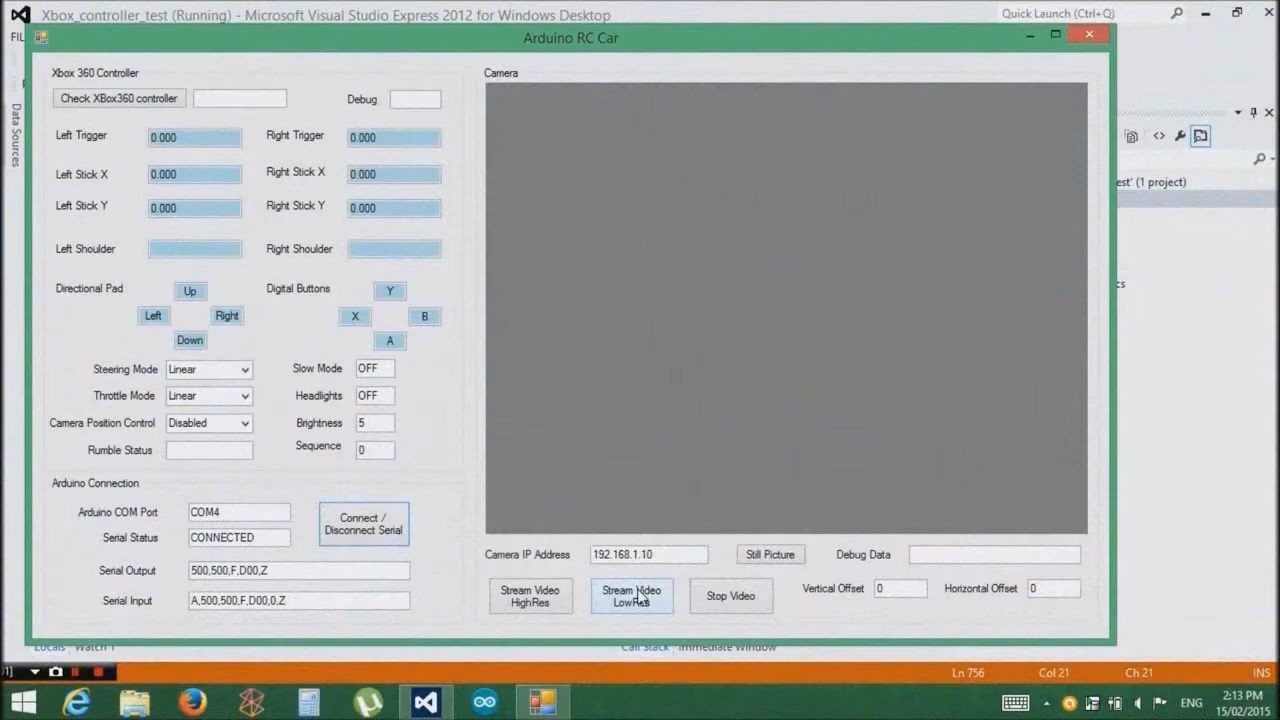 Xbox_controller_test (Running) - Microsoft Visual Studio Express 2012 for Windows Desktop
Quick Launch (Ctrl+Q)
FIL
Arduino RC Car
Data Sources
Xbox 360 Controller
Check XBox360 controller
Debug
Left Trigger 0.000 Right Trigger 0.000
Left Stick X 0.000 Right Stick X 0.000
Left Stick Y 0.000 Right Stick Y 0.000
Left Shoulder Right Shoulder
Directional Pad Up Digital Buttons Y
Left Right X B
Down A
Steering Mode Linear Slow Mode OFF
Throttle Mode Linear Headlights OFF
Camera Position Control Disabled Brightness 5
Rumble Status Sequence 0
Arduino Connection
Arduino COM Port COM4
Connect /
Disconnect Serial
Serial Status CONNECTED
Serial Output 500,500,F,D00,Z
Serial Input A,500,500,F,D00,0,Z
Camera
Camera IP Address 192.168.1.10 Still Picture Debug Data
Stream Video
HighRes
Stream Video
LowRes
Stop Video
Vertical Offset 0 Horizontal Offset 0
est' (1 project)
cs
Locals Watch 1 Call Stack Immediate Window
1] Ln 756 Col 21 Ch 21 INS
ENG
2:13 PM
15/02/2015